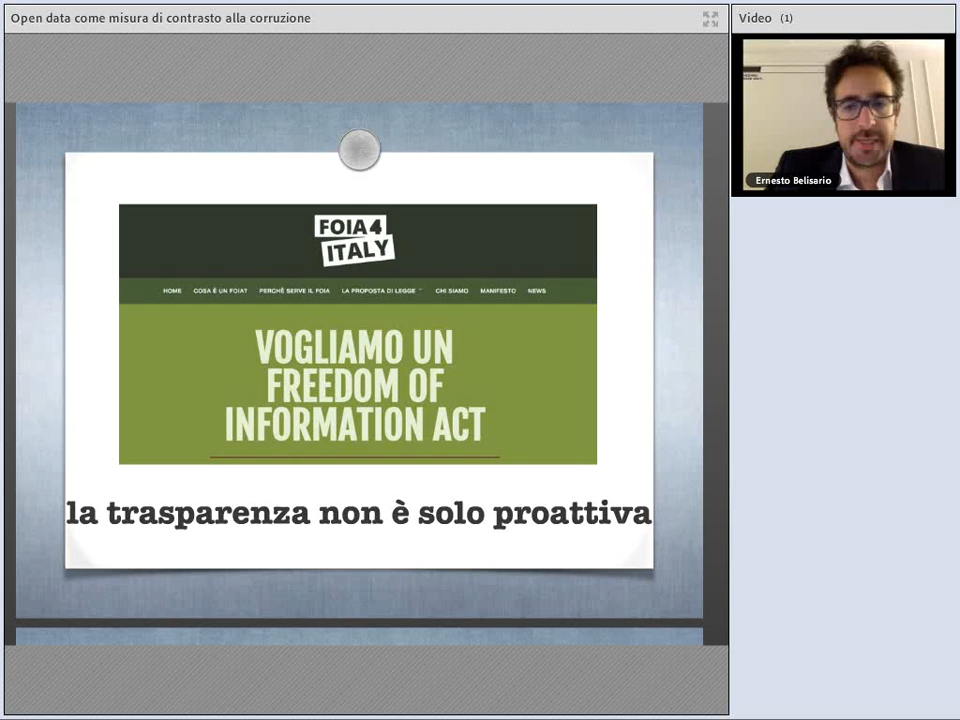 Open data come misura di contrasto alla corruzione
Video (1)
Ernesto Belisario
FOIA 4
ITALY
HOME COSA È UN FOIA? PERCHÈ SERVE IL FOIA LA PROPOSTA DI LEGGE CHI SIAMO MANIFESTO NEWS
VOGLIAMO UN
FREEDOM OF
INFORMATION ACT
la trasparenza non è solo proattiva